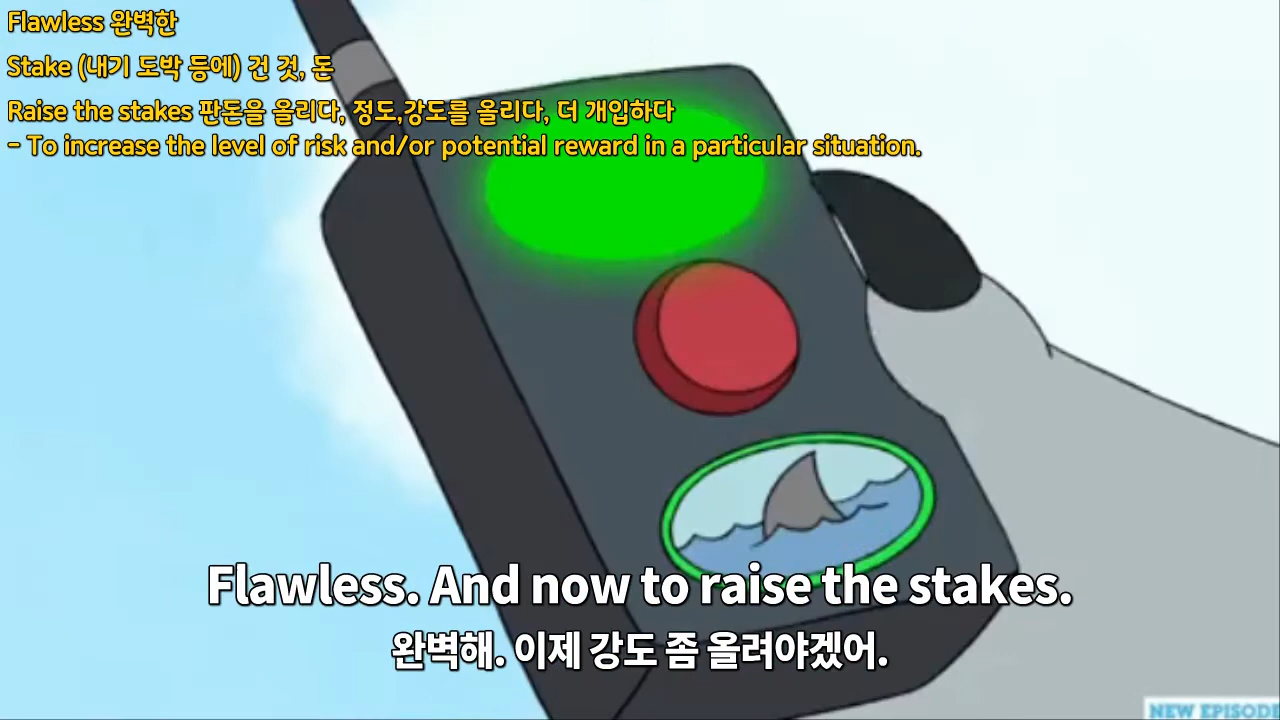 Flawless 완벽한
Stake (내기 도박 등에) 건 것, 돈
Raise the stakes 판돈을 올리다, 정도,강도를 올리다, 더 개입하다
- To increase the level of risk and/or potential reward in a particular situation.
Flawless. And now to raise the stakes.
완벽해. 이제 강도 좀 올려야겠어.
NEW EPISODE